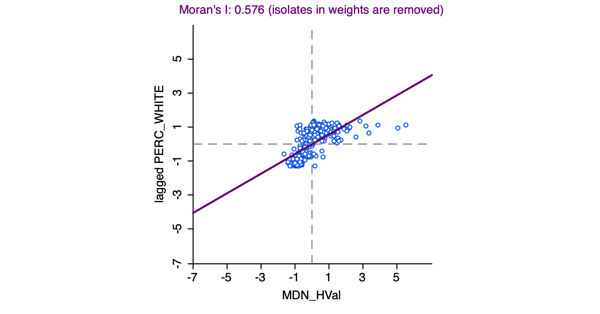 Moran's I: 0.576 (isolates in weights are removed)
lagged PERC_WHITE
5
3
1
-1
-3
-5
-7
-7 -5 -3 -1 1 3 5
MDN_HVal